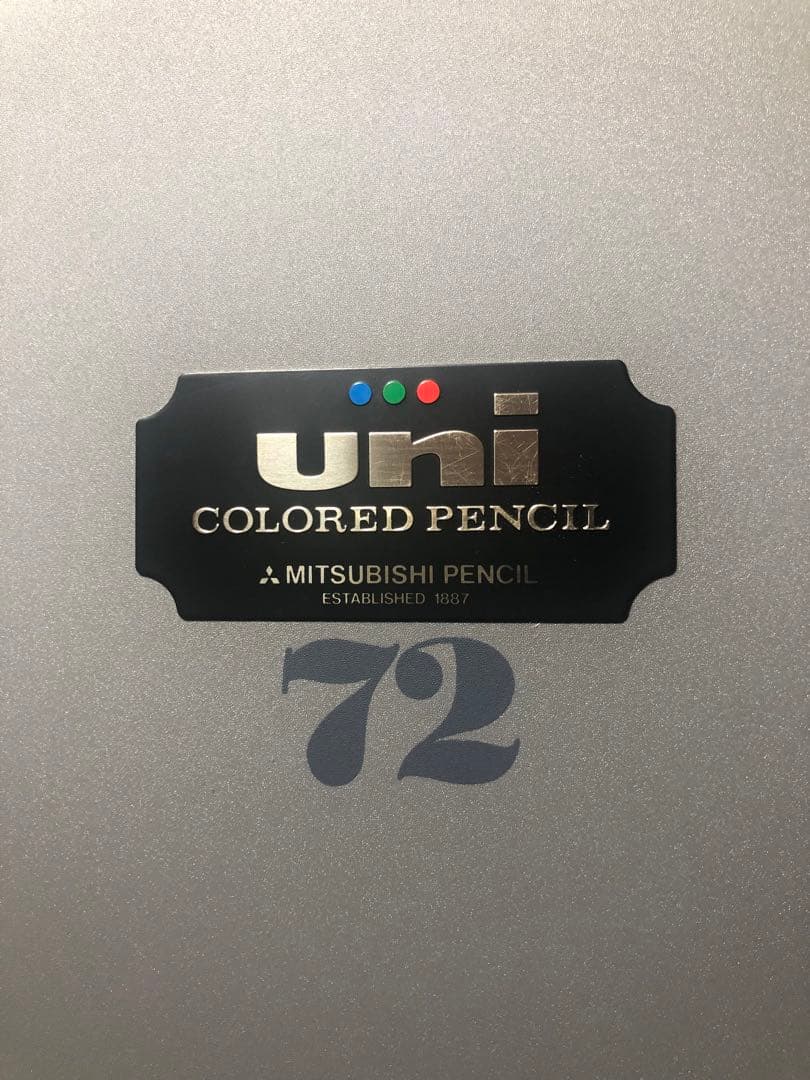 uni
COLORED PENCIL
MITSUBISHI PENCIL
ESTABLISHED 1887
72